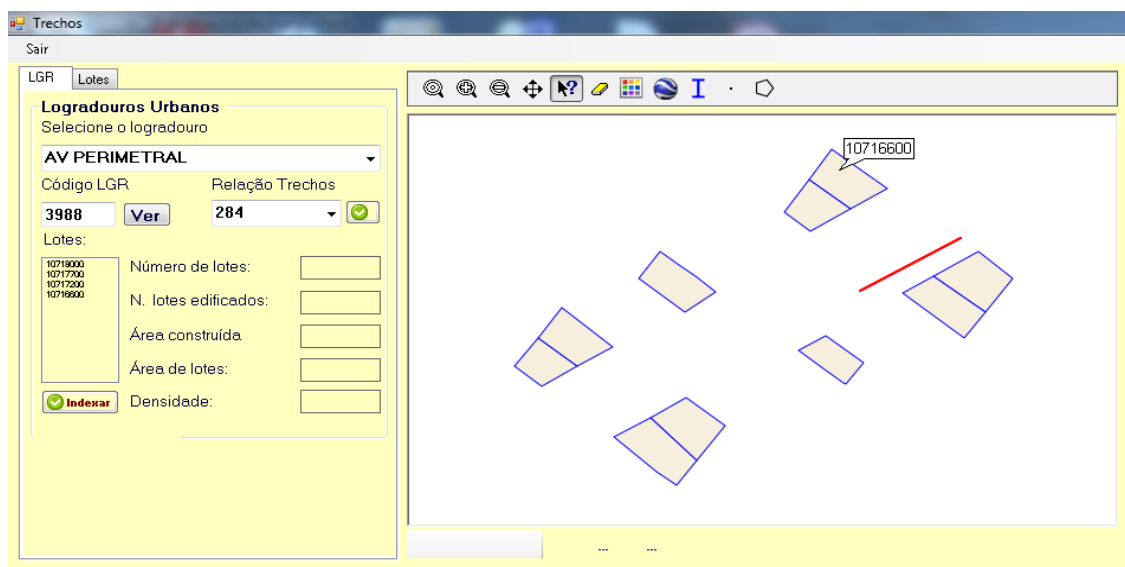 Trechos
Sair
LGR Lotes
Logradouros Urbanos
Selecione o logradouro
AV PERIMETRAL
Código LGR Relação Trechos
3988 Ver 284
Lotes:
10718000
10717700
10717200
10716600
Número de lotes:
N. lotes edificados:
Área construída
Área de lotes:
Indexar Densidade:
10716600
... ...